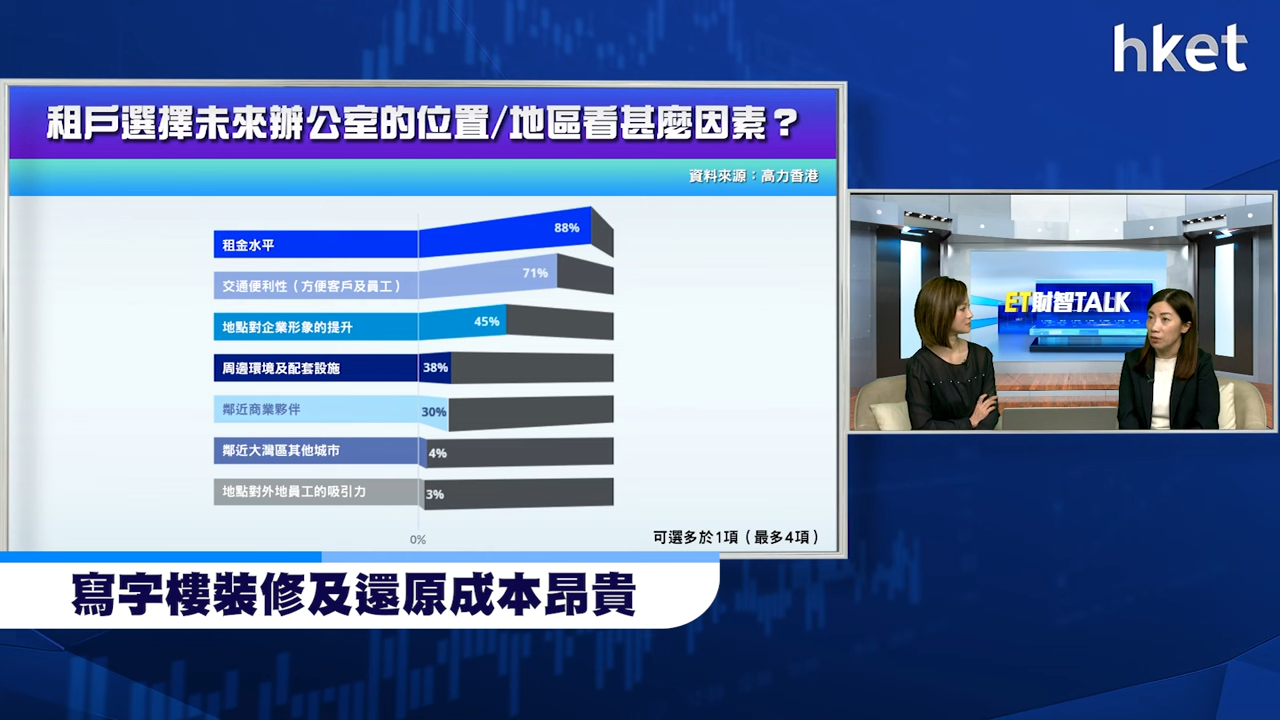 hket
租戶選擇未來辦公室的位置/地區看甚麼因素？
資料來源：高力香港
租金水平 88%
交通便利性（方便客戶及員工） 71%
地點對企業形象的提升 45%
周邊環境及配套設施 38%
鄰近商業夥伴 30%
鄰近大灣區其他城市 4%
地點對外地員工的吸引力 3%
0%
可選多於1項（最多4項）
ET財智TALK
寫字樓裝修及還原成本昂貴